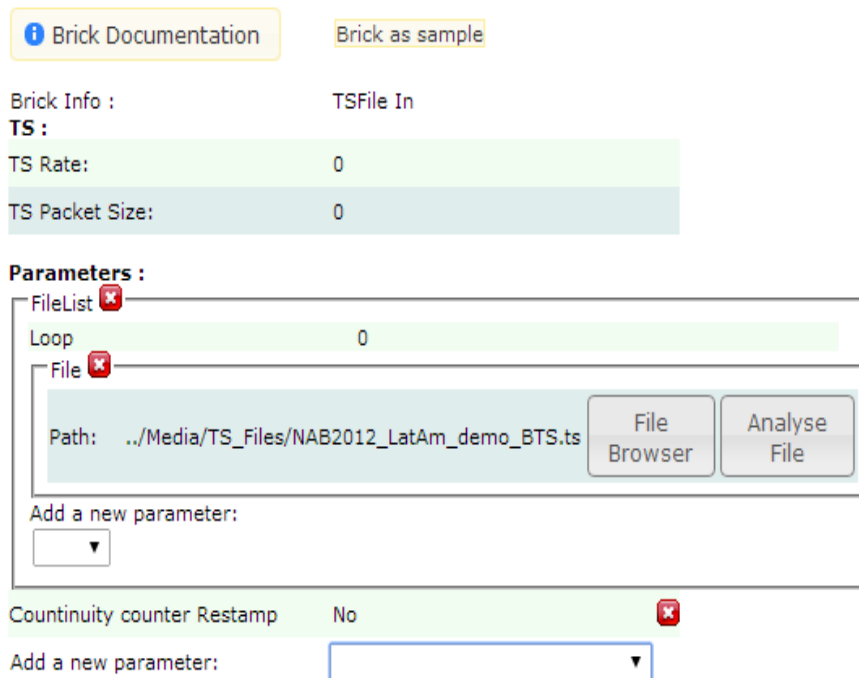 Brick Documentation Brick as sample
Brick Info : TSFile In
TS :
TS Rate: 0
TS Packet Size: 0
Parameters :
FileList
Loop 0
File
Path: ../Media/TS_Files/NAB2012_LatAm_demo_BTS.ts File Browser Analyse File
Add a new parameter:
Countinuity counter Restamp No
Add a new parameter: